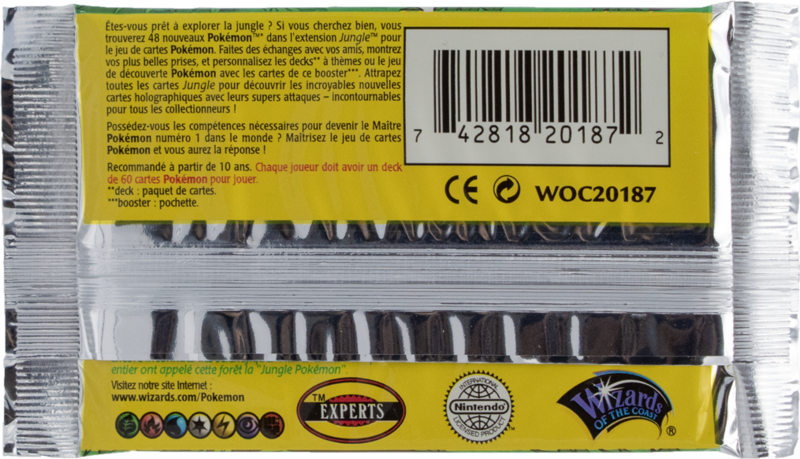 Êtes-vous prêt à explorer la jungle ? Si vous cherchez bien, vous
trouverez 48 nouveaux Pokémon™* dans l'extension Jungle™ pour
le jeu de cartes Pokémon. Faites des échanges avec vos amis, montrez
vos plus belles prises, et personnalisez les decks** à thèmes ou le jeu
de découverte Pokémon avec les cartes de ce booster***. Attrapez
toutes les cartes Jungle pour découvrir les incroyables nouvelles
cartes holographiques avec leurs supers attaques – incontournables
pour tous les collectionneurs !
Possédez-vous les compétences nécessaires pour devenir le Maître
Pokémon numéro 1 dans le monde ? Maîtrisez le jeu de cartes
Pokémon et vous aurez la réponse !
Recommandé à partir de 10 ans. Chaque joueur doit avoir un deck
de 60 cartes Pokémon pour jouer.
**deck : paquet de cartes.
***booster : pochette.
7 42818 20187 2
CE WOC20187
entier ont appelé cette forêt la "Jungle Pokémon".
Visitez notre site Internet :
www.wizards.com/Pokemon
TM
EXPERTS
INTERNATIONAL
Nintendo
LICENSED PRODUCT
Wizards
OF THE COAST
®